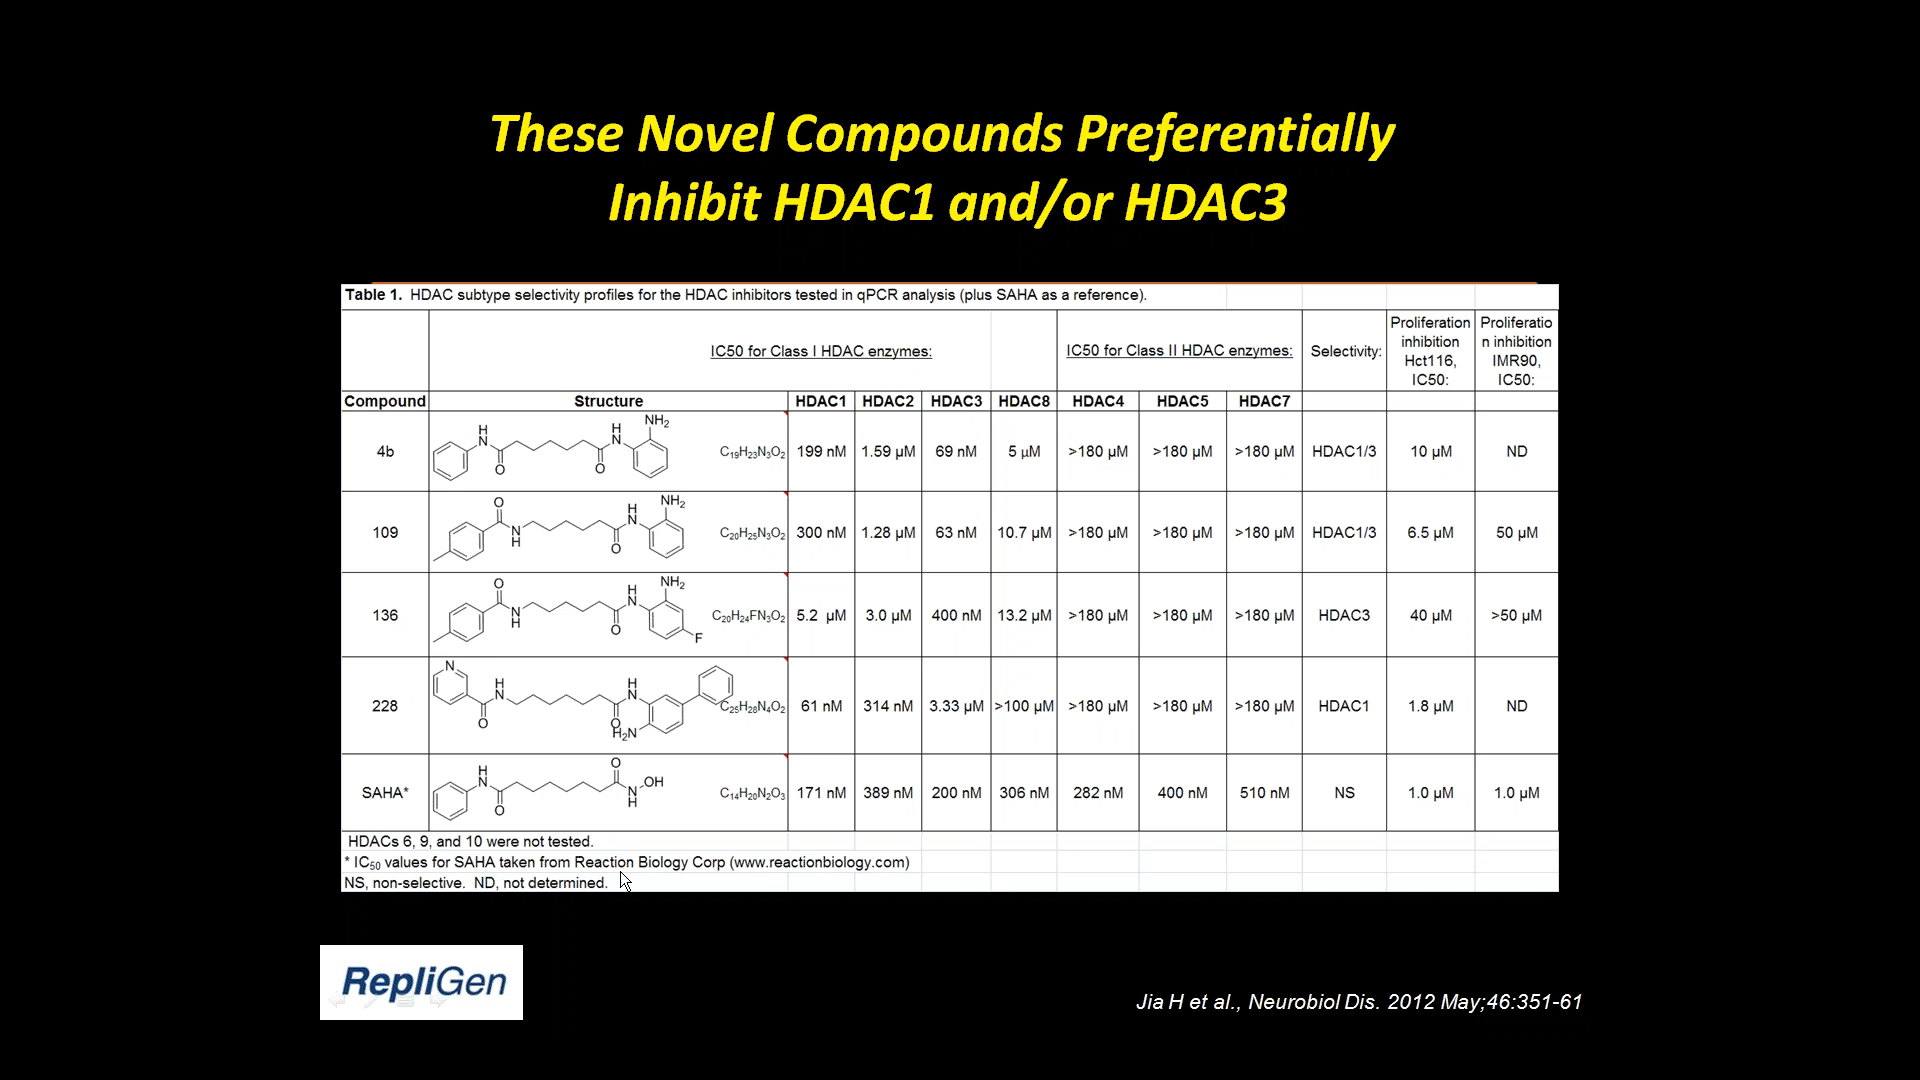 These Novel Compounds Preferentially
Inhibit HDAC1 and/or HDAC3
Table 1. HDAC subtype selectivity profiles for the HDAC inhibitors tested in qPCR analysis (plus SAHA as a reference).
IC50 for Class I HDAC enzymes: IC50 for Class II HDAC enzymes: Selectivity: Proliferation inhibition Hct116, IC50: Proliferatio n inhibition IMR90, IC50:
Compound Structure HDAC1 HDAC2 HDAC3 HDAC8 HDAC4 HDAC5 HDAC7
4b H N O O H N NH2 C19H23N3O2 199 nM 1.59 µM 69 nM 5 µM >180 µM >180 µM >180 µM HDAC1/3 10 µM ND
109 O N H O H N NH2 C20H25N3O2 300 nM 1.28 µM 63 nM 10.7 µM >180 µM >180 µM >180 µM HDAC1/3 6.5 µM 50 µM
136 O N H O H N NH2 F C20H24FN3O2 5.2 µM 3.0 µM 400 nM 13.2 µM >180 µM >180 µM >180 µM HDAC3 40 µM >50 µM
228 N O H N O H N H2N C25H28N4O2 61 nM 314 nM 3.33 µM >100 µM >180 µM >180 µM >180 µM HDAC1 1.8 µM ND
SAHA* H N O O N H OH C14H20N2O3 171 nM 389 nM 200 nM 306 nM 282 nM 400 nM 510 nM NS 1.0 µM 1.0 µM
HDACs 6, 9, and 10 were not tested.
* IC50 values for SAHA taken from Reaction Biology Corp (www.reactionbiology.com)
NS, non-selective. ND, not determined.
RepliGen
Jia H et al., Neurobiol Dis. 2012 May;46:351-61